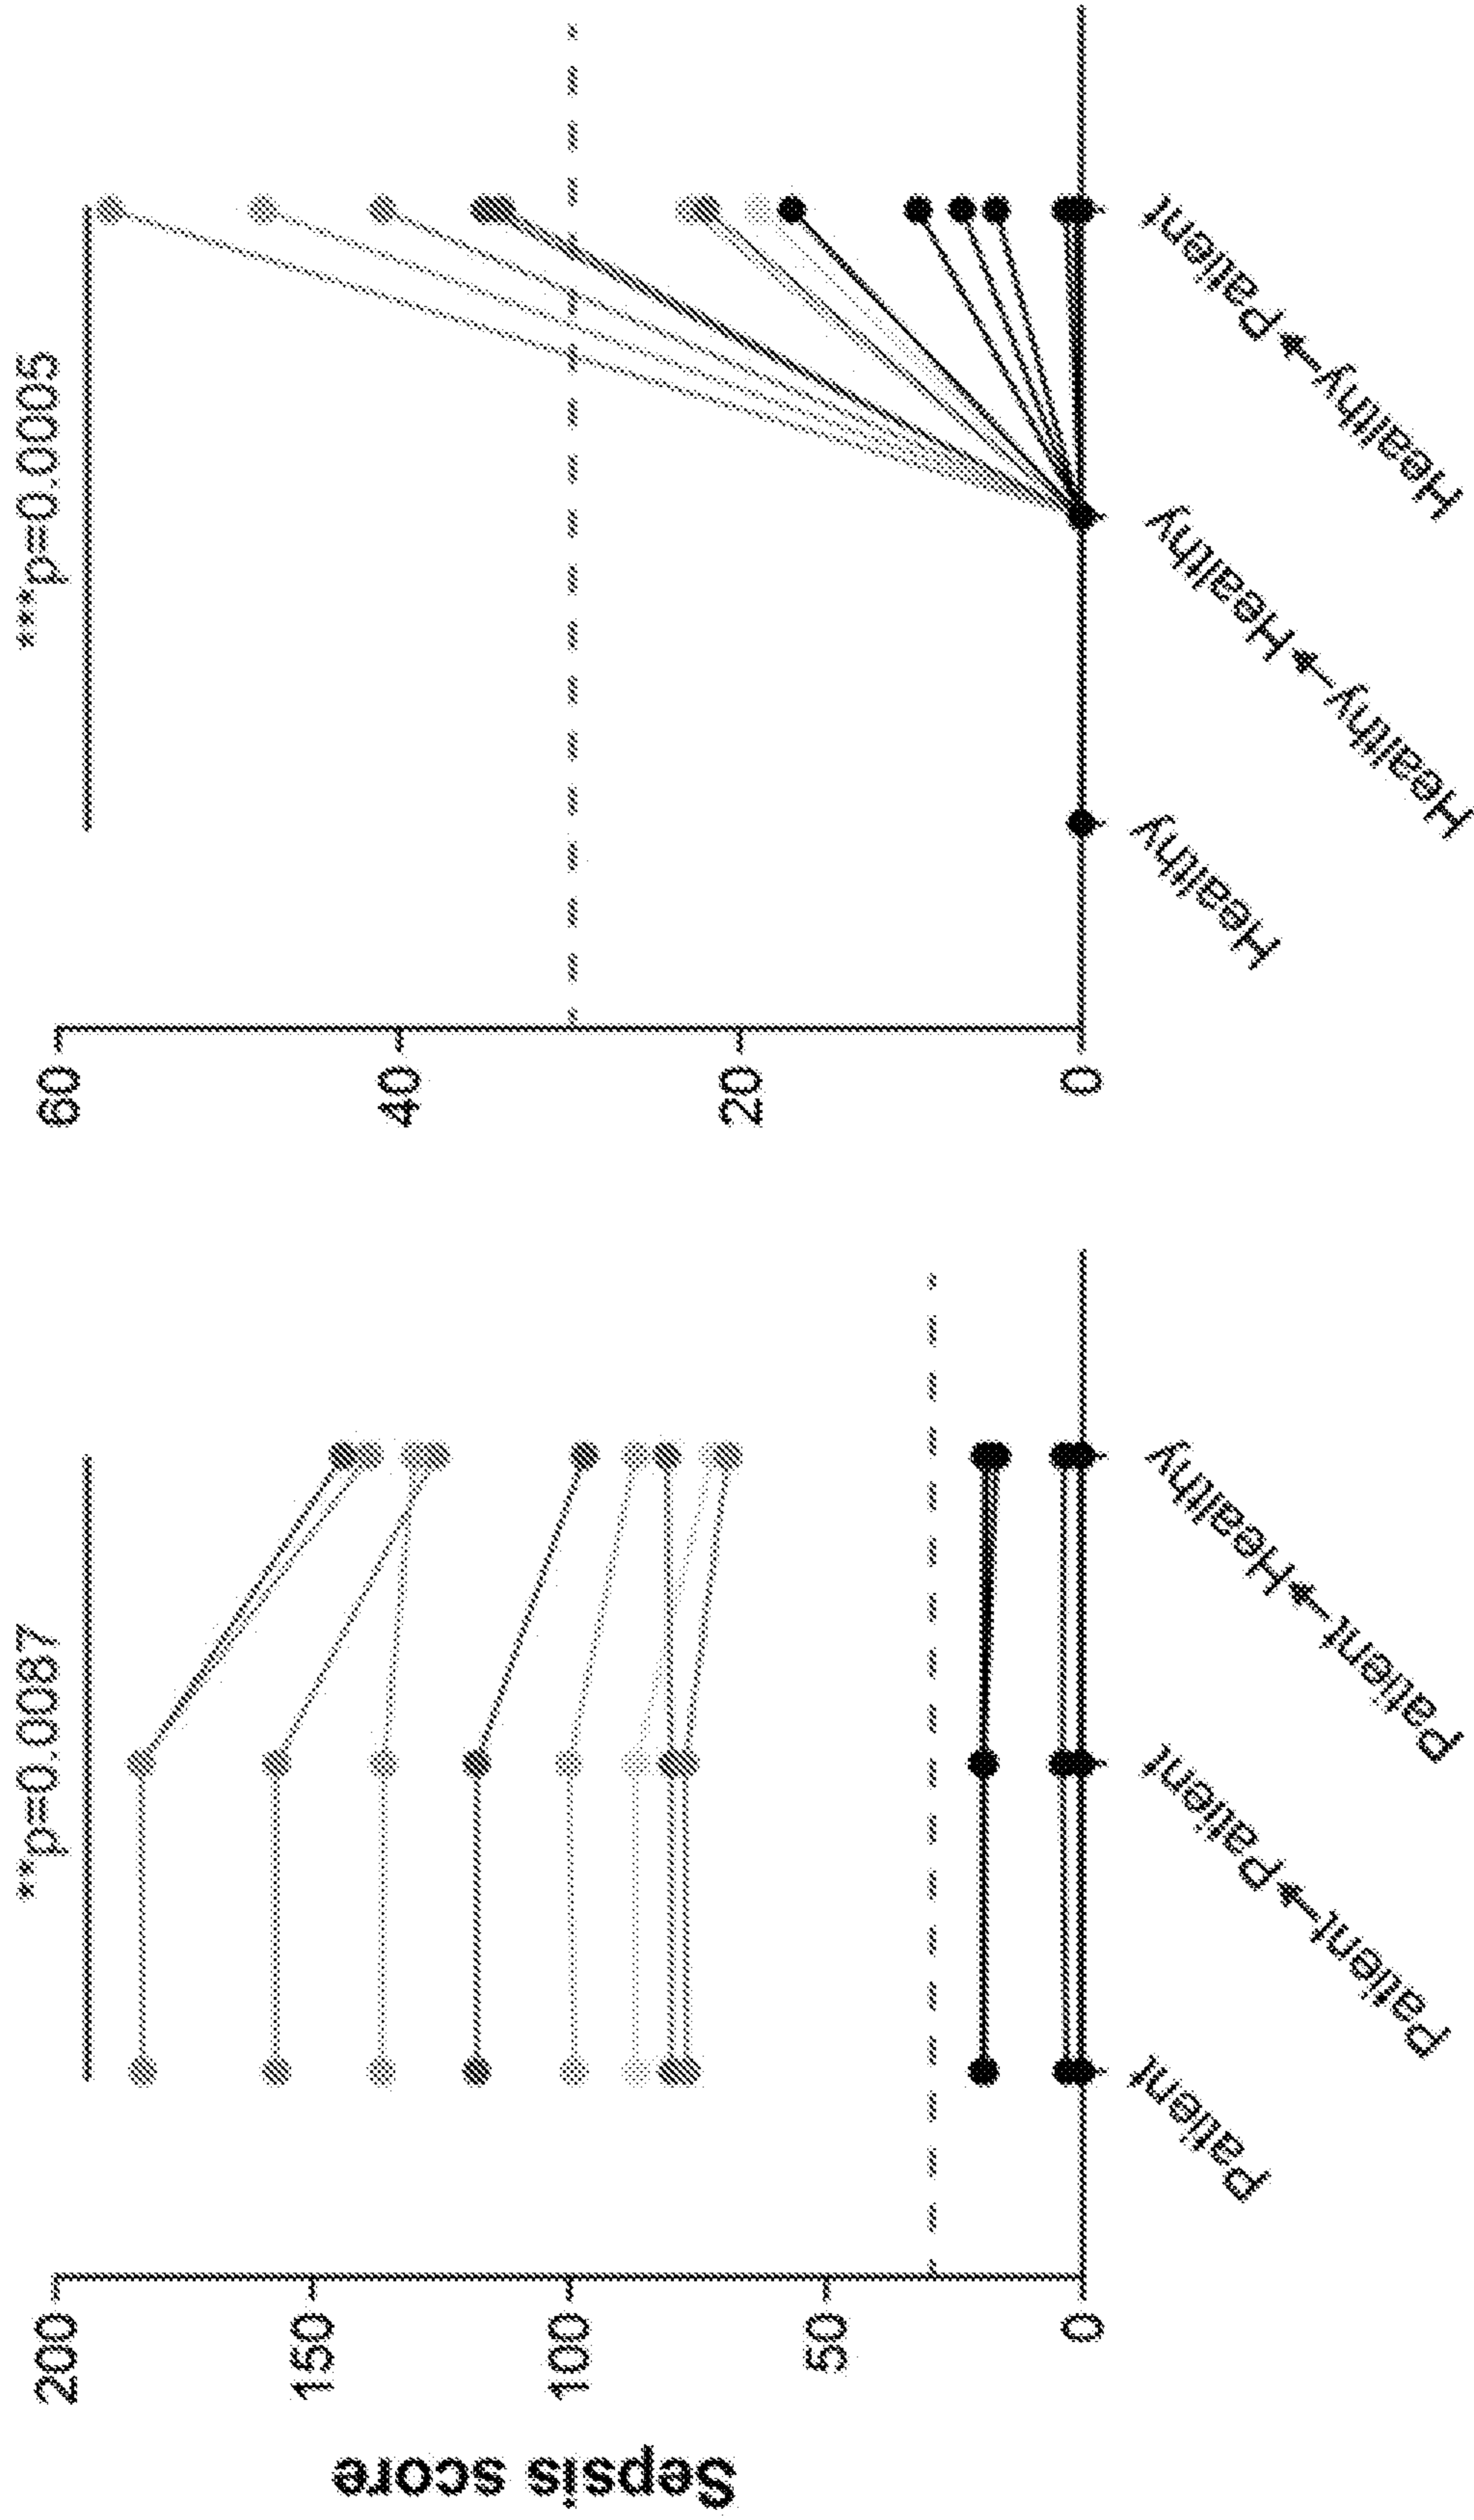 Sepsis score
**p=0.0087
200
150
100
50
0
Patient
Patient→Patient
Patient→Healthy
***p=0.0005
60
40
20
0
Healthy
Healthy→Healthy
Healthy→Patient